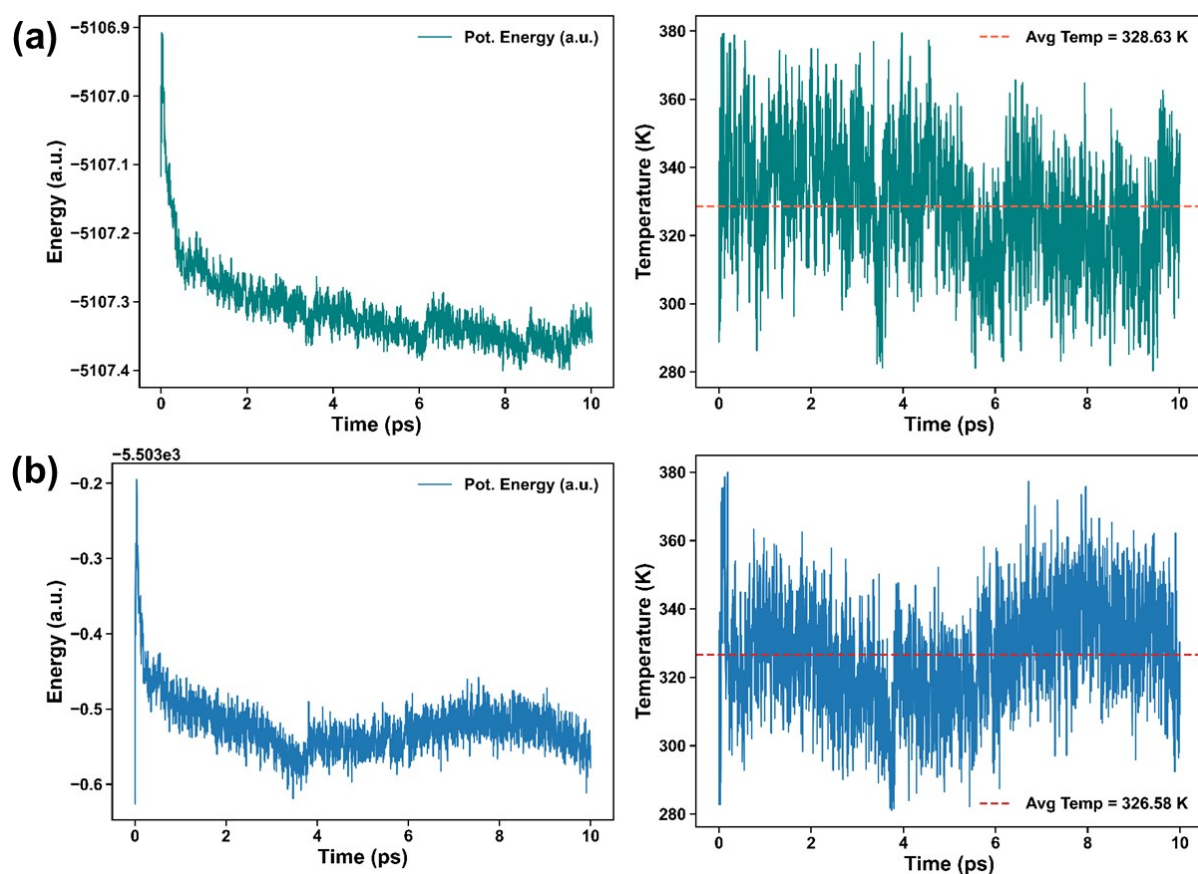 (a)
Energy (a.u.)
−5106.9
−5107.0
−5107.1
−5107.2
−5107.3
−5107.4
Pot. Energy (a.u.)
0 2 4 6 8 10
Time (ps)
Temperature (K)
380
360
340
320
300
280
Avg Temp = 328.63 K
0 2 4 6 8 10
Time (ps)
(b)
−5.503e3
Energy (a.u.)
−0.2
−0.3
−0.4
−0.5
−0.6
Pot. Energy (a.u.)
0 2 4 6 8 10
Time (ps)
Temperature (K)
380
360
340
320
300
280
Avg Temp = 326.58 K
0 2 4 6 8 10
Time (ps)